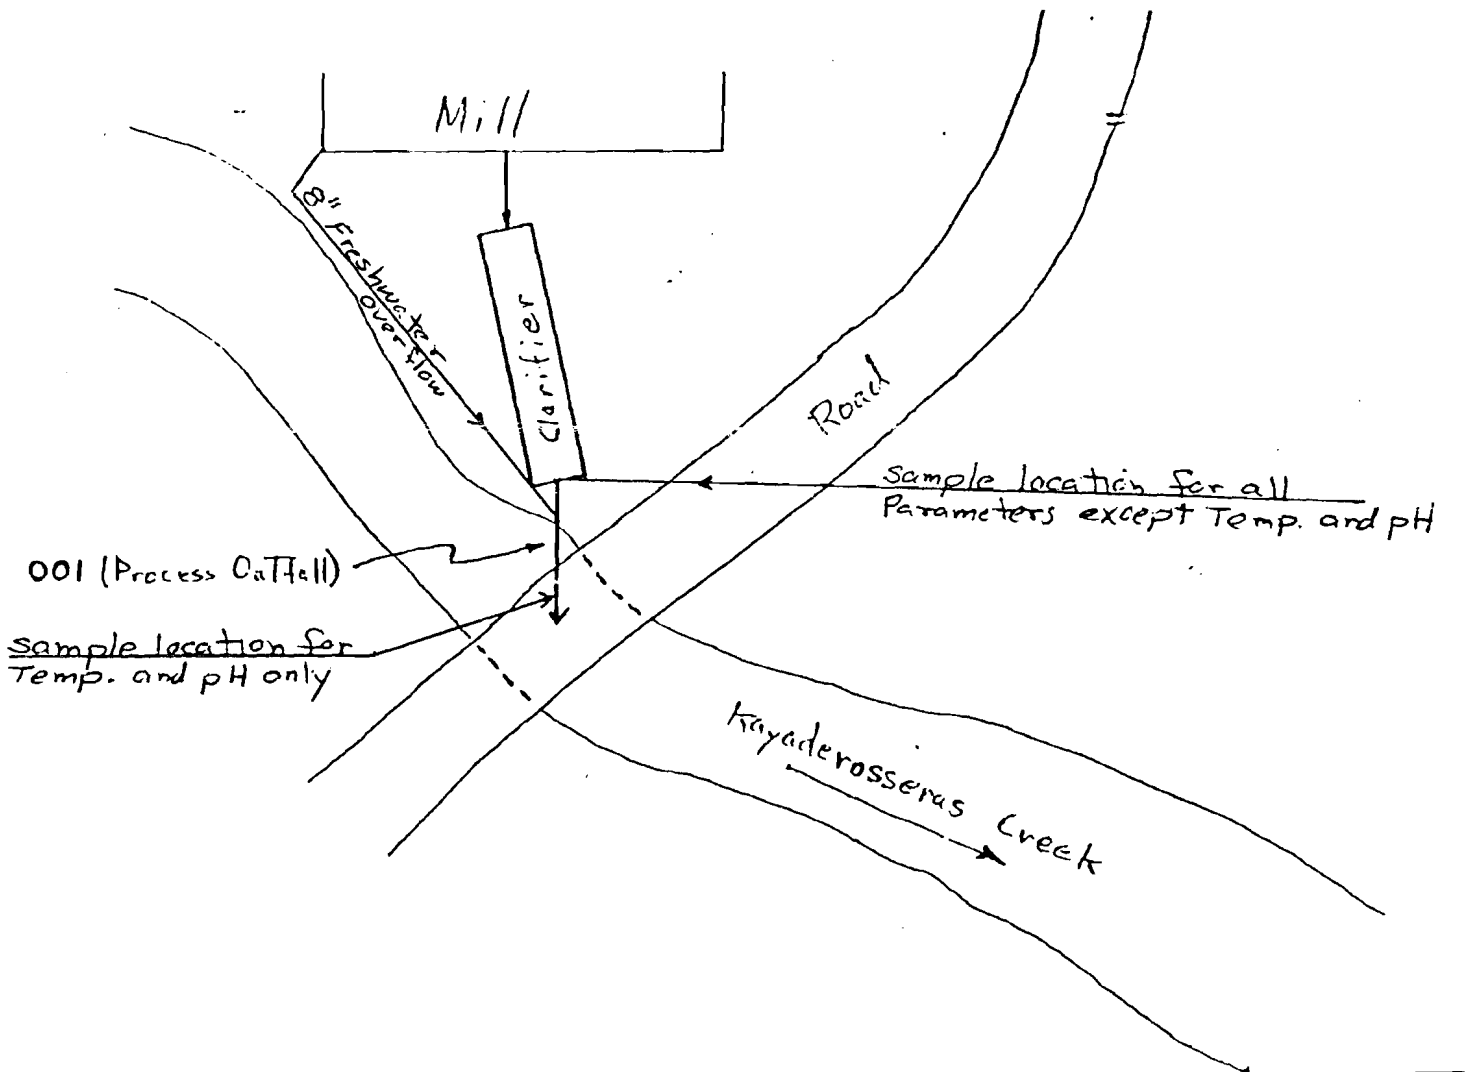 Mill
8" Freshwater
overflow
Clarifier
Road
Sample location for all
Parameters except Temp. and pH
001 (Process OuTfall)
Sample location for
Temp. and pH only
Kayaderosseras Creek